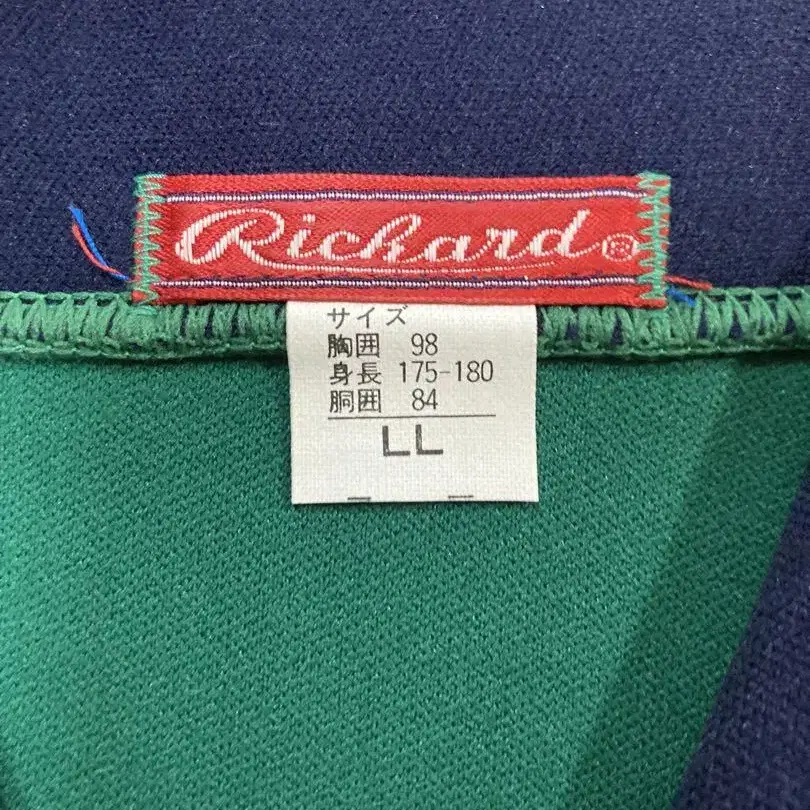 Richard®
サイズ
胸囲 98
身長 175-180
胴囲 84
LL